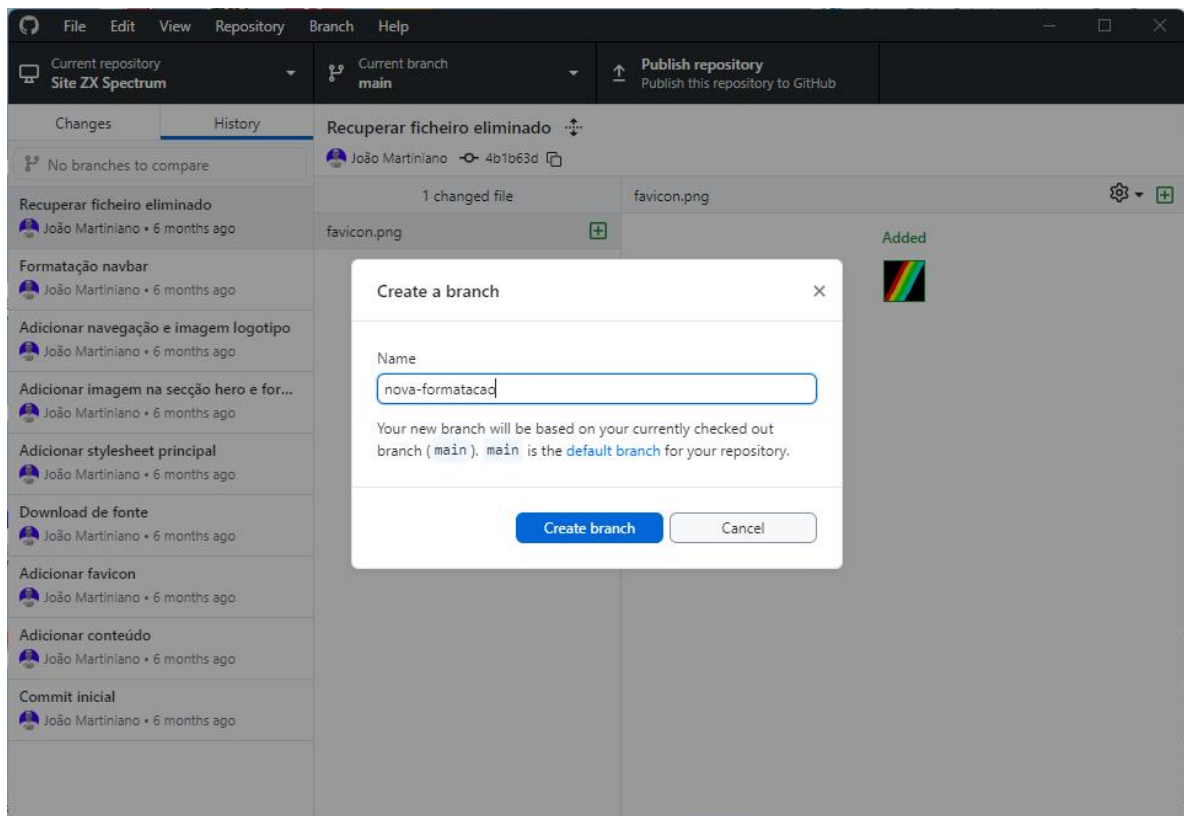 File Edit View Repository Branch Help
Current repository
Site ZX Spectrum
Current branch
main
Publish repository
Publish this repository to GitHub
Changes History
No branches to compare
Recuperar ficheiro eliminado
João Martiniano • 6 months ago
Formatação navbar
João Martiniano • 6 months ago
Adicionar navegação e imagem logotipo
João Martiniano • 6 months ago
Adicionar imagem na secção hero e for...
João Martiniano • 6 months ago
Adicionar stylesheet principal
João Martiniano • 6 months ago
Download de fonte
João Martiniano • 6 months ago
Adicionar favicon
João Martiniano • 6 months ago
Adicionar conteúdo
João Martiniano • 6 months ago
Commit inicial
João Martiniano • 6 months ago
Recuperar ficheiro eliminado
João Martiniano 4b1b63d
1 changed file
favicon.png
favicon.png
Added
Create a branch
Name
nova-formatacao
Your new branch will be based on your currently checked out
branch ( main ). main is the default branch for your repository.
Create branch Cancel